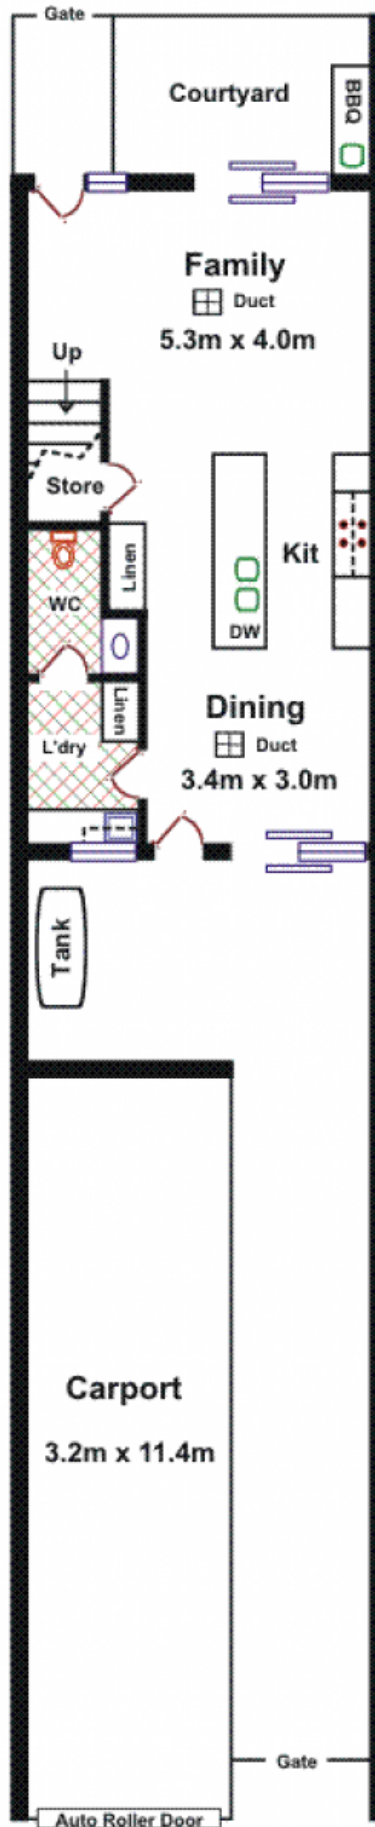 Gate
Courtyard
BBQ
Family
Duct
5.3m x 4.0m
Up
Store
Linen
Kit
WC
DW
Linen
Dining
L'dry
Duct
3.4m x 3.0m
Tank
Carport
3.2m x 11.4m
Gate
Auto Roller Door